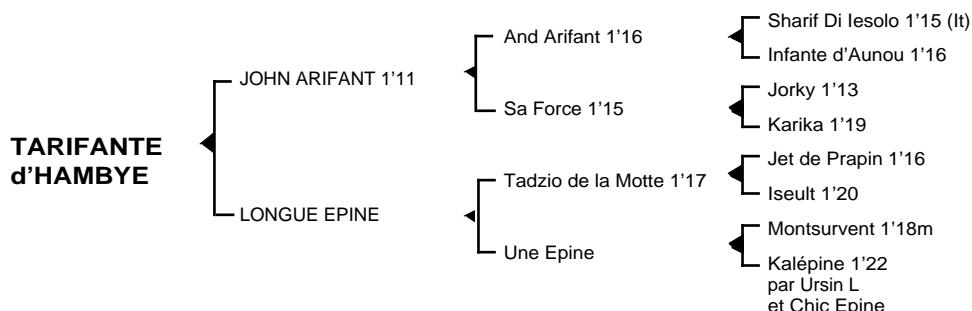 Sharif Di Iesolo 1’15 (It)
And Arifant 1’16
Infante d’Aunou 1’16
JOHN ARIFANT 1’11
Jorky 1’13
Sa Force 1’15
Karika 1’19
TARIFANTE
d’HAMBYE
Jet de Prapin 1’16
Tadzio de la Motte 1’17
Iseult 1’20
LONGUE EPINE
Montsurvent 1’18m
Une Epine
Kalépine 1’22
par Ursin L
et Chic Epine